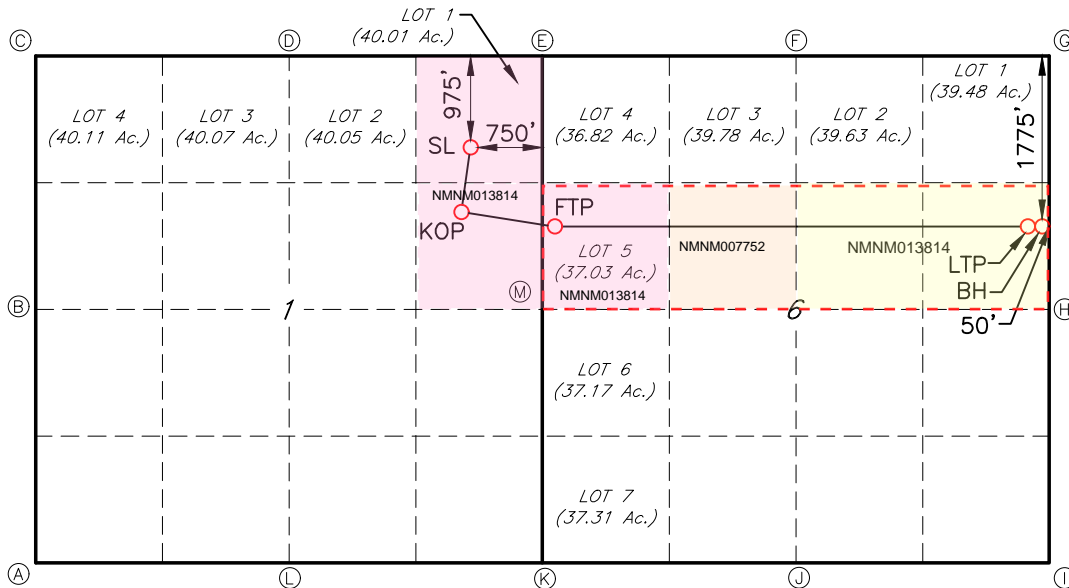 LOT 1
(40.01 Ac.)
C
D
E
F
G
LOT 4
(40.11 Ac.)
LOT 3
(40.07 Ac.)
LOT 2
(40.05 Ac.)
975'
750'
SL
LOT 4
(36.82 Ac.)
LOT 3
(39.78 Ac.)
LOT 2
(39.63 Ac.)
LOT 1
(39.48 Ac.)
1775'
NMNM013814
KOP
FTP
LOT 5
(37.03 Ac.)
NMNM013814
NMNM007752
NMNM013814
LTP
BH
50'
B
1
M
6
H
LOT 6
(37.17 Ac.)
LOT 7
(37.31 Ac.)
A
L
K
J
I